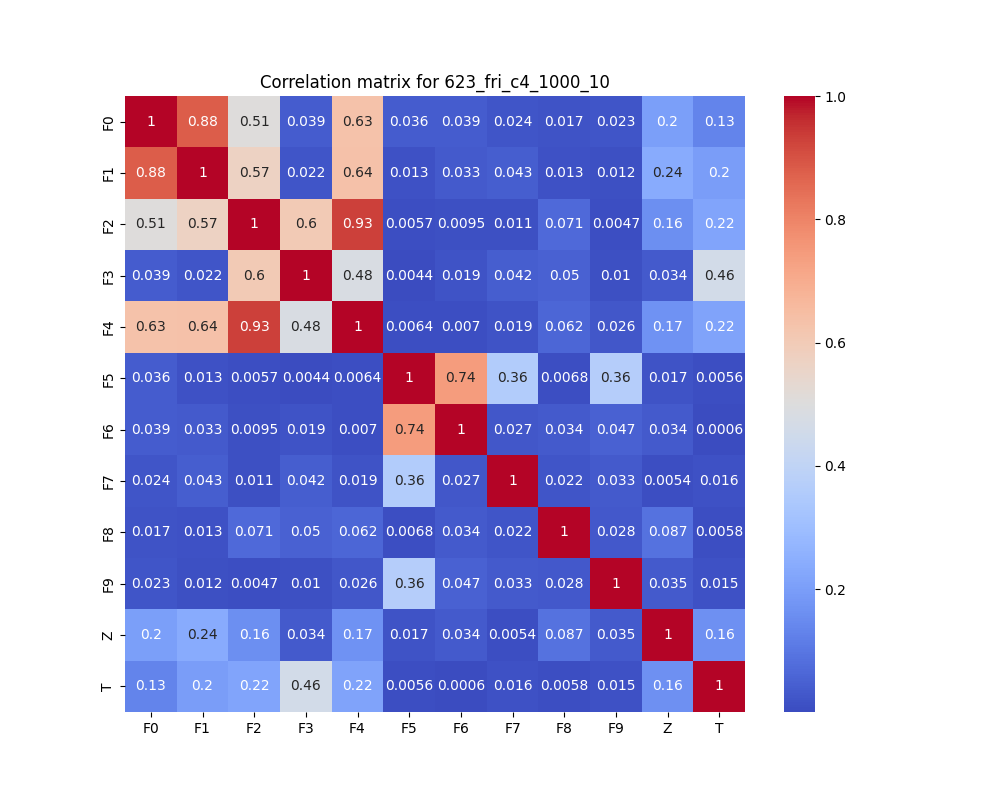 Correlation matrix for 623_fri_c4_1000_10
F0 1 0.88 0.51 0.039 0.63 0.036 0.039 0.024 0.017 0.023 0.2 0.13
F1 0.88 1 0.57 0.022 0.64 0.013 0.033 0.043 0.013 0.012 0.24 0.2
F2 0.51 0.57 1 0.6 0.93 0.0057 0.0095 0.011 0.071 0.0047 0.16 0.22
F3 0.039 0.022 0.6 1 0.48 0.0044 0.019 0.042 0.05 0.01 0.034 0.46
F4 0.63 0.64 0.93 0.48 1 0.0064 0.007 0.019 0.062 0.026 0.17 0.22
F5 0.036 0.013 0.0057 0.0044 0.0064 1 0.74 0.36 0.0068 0.36 0.017 0.0056
F6 0.039 0.033 0.0095 0.019 0.007 0.74 1 0.027 0.034 0.047 0.034 0.0006
F7 0.024 0.043 0.011 0.042 0.019 0.36 0.027 1 0.022 0.033 0.0054 0.016
F8 0.017 0.013 0.071 0.05 0.062 0.0068 0.034 0.022 1 0.028 0.087 0.0058
F9 0.023 0.012 0.0047 0.01 0.026 0.36 0.047 0.033 0.028 1 0.035 0.015
Z 0.2 0.24 0.16 0.034 0.17 0.017 0.034 0.0054 0.087 0.035 1 0.16
T 0.13 0.2 0.22 0.46 0.22 0.0056 0.0006 0.016 0.0058 0.015 0.16 1
F0 F1 F2 F3 F4 F5 F6 F7 F8 F9 Z T
1.0
0.8
0.6
0.4
0.2